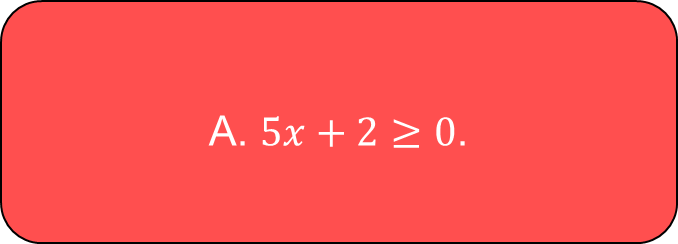 A. 5x + 2 ≥ 0.